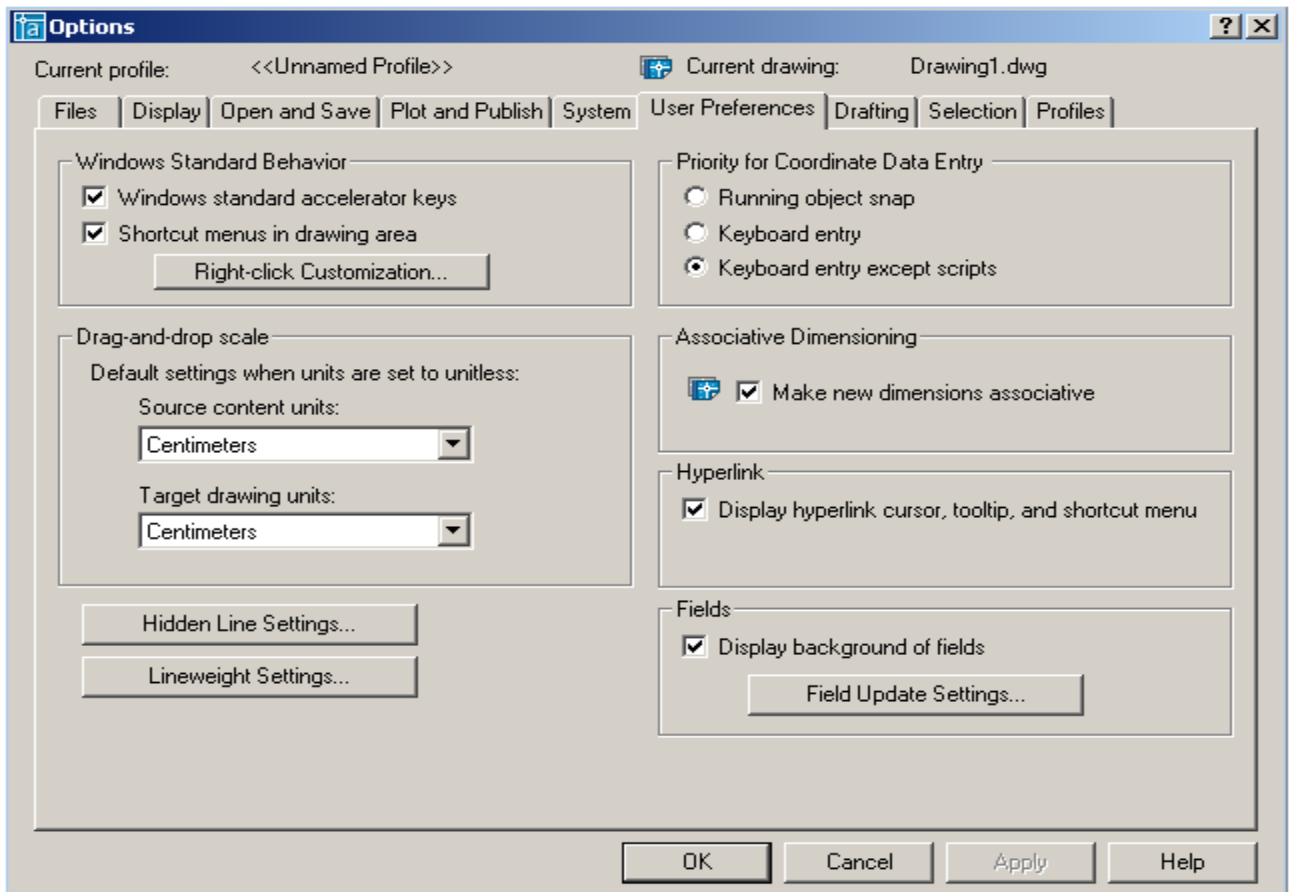 Options
Current profile: <<Unnamed Profile>> Current drawing: Drawing1.dwg
Files Display Open and Save Plot and Publish System User Preferences Drafting Selection Profiles
Windows Standard Behavior
Windows standard accelerator keys
Shortcut menus in drawing area
Right-click Customization...
Drag-and-drop scale
Default settings when units are set to unitless:
Source content units:
Centimeters
Target drawing units:
Centimeters
Hidden Line Settings...
Lineweight Settings...
Priority for Coordinate Data Entry
Running object snap
Keyboard entry
Keyboard entry except scripts
Associative Dimensioning
Make new dimensions associative
Hyperlink
Display hyperlink cursor, tooltip, and shortcut menu
Fields
Display background of fields
Field Update Settings...
OK Cancel Apply Help